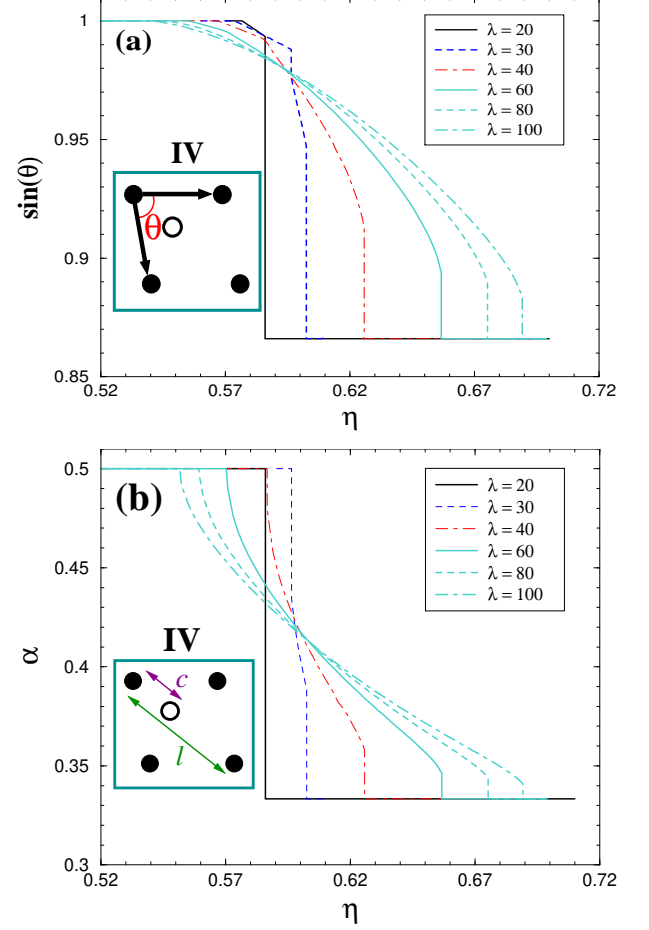 1
(a)
λ = 20
λ = 30
λ = 40
λ = 60
λ = 80
λ = 100
0.95
IV
sin(θ)
θ
0.9
0.85
0.52
0.57
0.62
0.67
0.72
η
0.5
(b)
λ = 20
λ = 30
λ = 40
λ = 60
λ = 80
λ = 100
0.45
α
0.4
IV
c
l
0.35
0.3
0.52
0.57
0.62
0.67
0.72
η